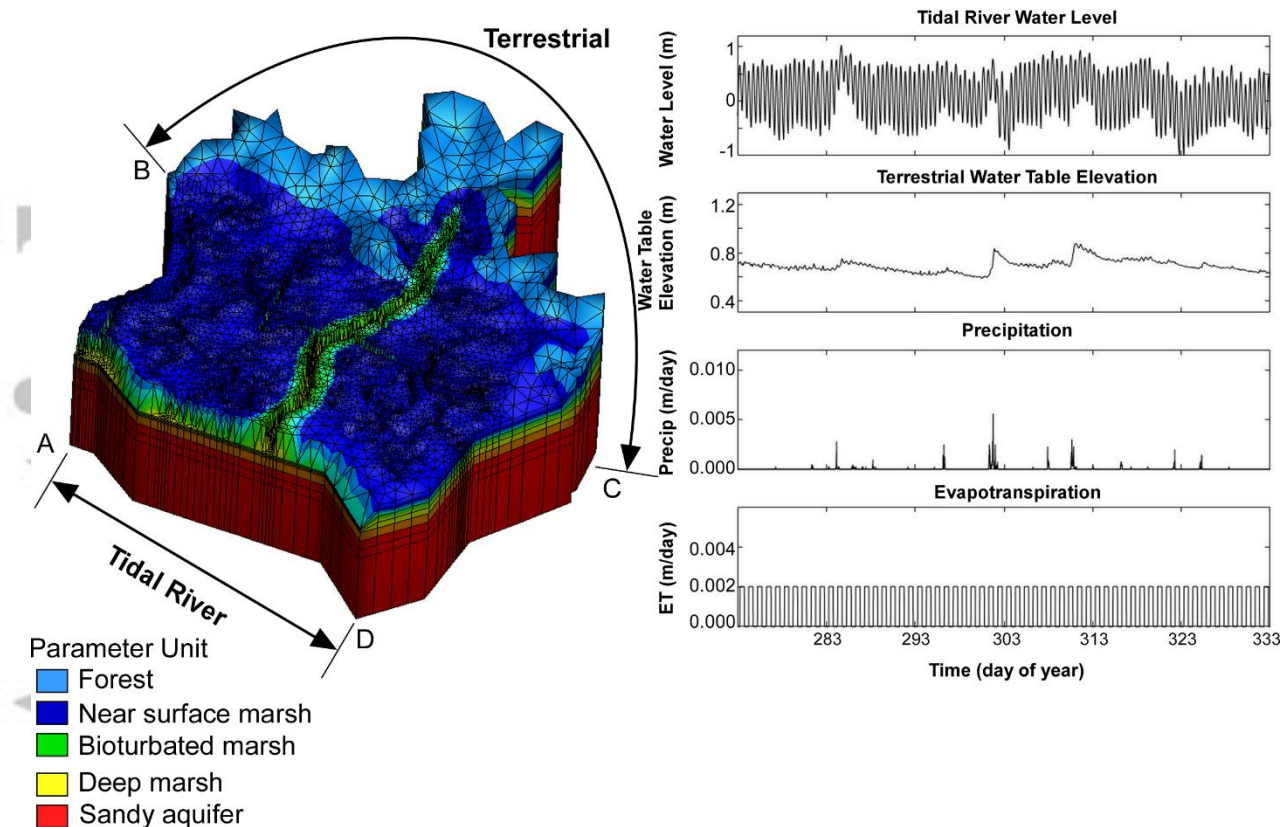 Terrestrial
B
A
C
D
Tidal River
Parameter Unit
Forest
Near surface marsh
Bioturbated marsh
Deep marsh
Sandy aquifer
Tidal River Water Level
Water Level (m)
1
0
-1
Terrestrial Water Table Elevation
Water Table
Elevation (m)
1.2
0.8
0.4
Precipitation
Precip (m/day)
0.010
0.005
0.000
Evapotranspiration
ET (m/day)
0.004
0.002
0.000
283 293 303 313 323 333
Time (day of year)